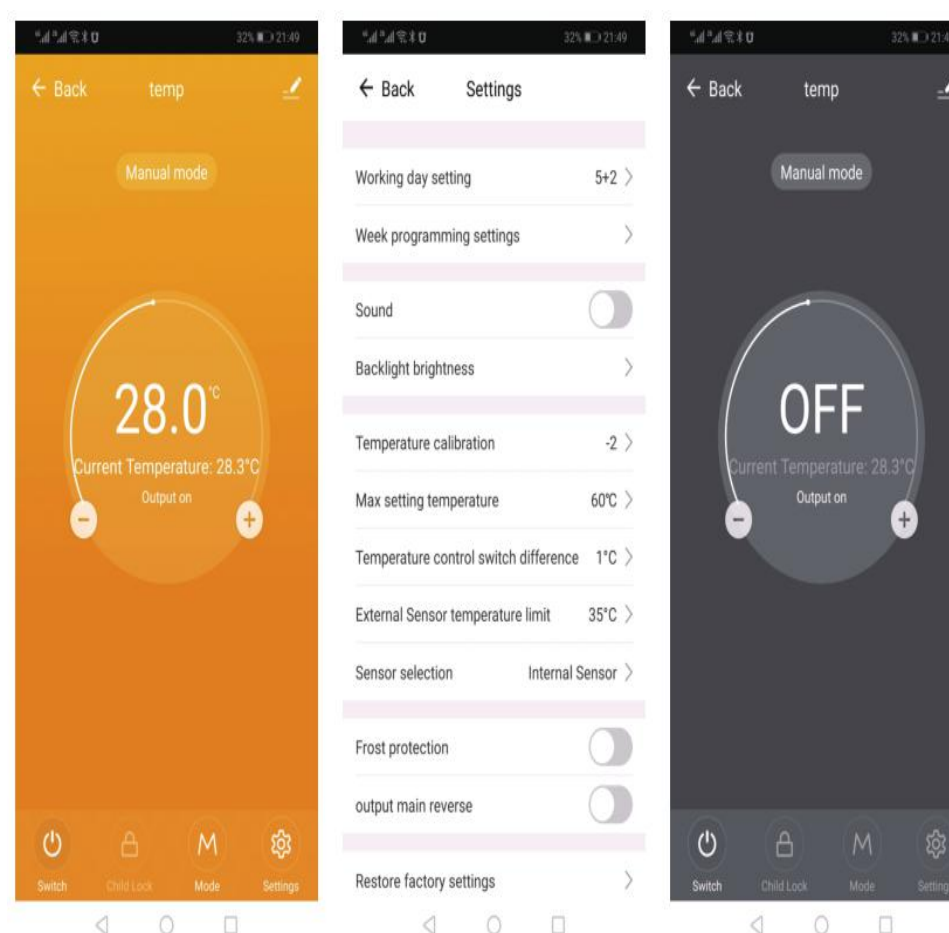 32% 21:49
← Back temp
Manual mode
28.0°C
Current Temperature: 28.3°C
Output on
−
+
Switch
Child Lock
M
Mode
Settings
32% 21:49
← Back Settings
Working day setting 5+2 >
Week programming settings >
Sound
Backlight brightness >
Temperature calibration -2 >
Max setting temperature 60℃ >
Temperature control switch difference 1°C >
External Sensor temperature limit 35°C >
Sensor selection Internal Sensor >
Frost protection
output main reverse
Restore factory settings >
32% 21:4
← Back temp
Manual mode
OFF
Current Temperature: 28.3°C
Output on
−
+
Switch
Child Lock
M
Mode
Setting